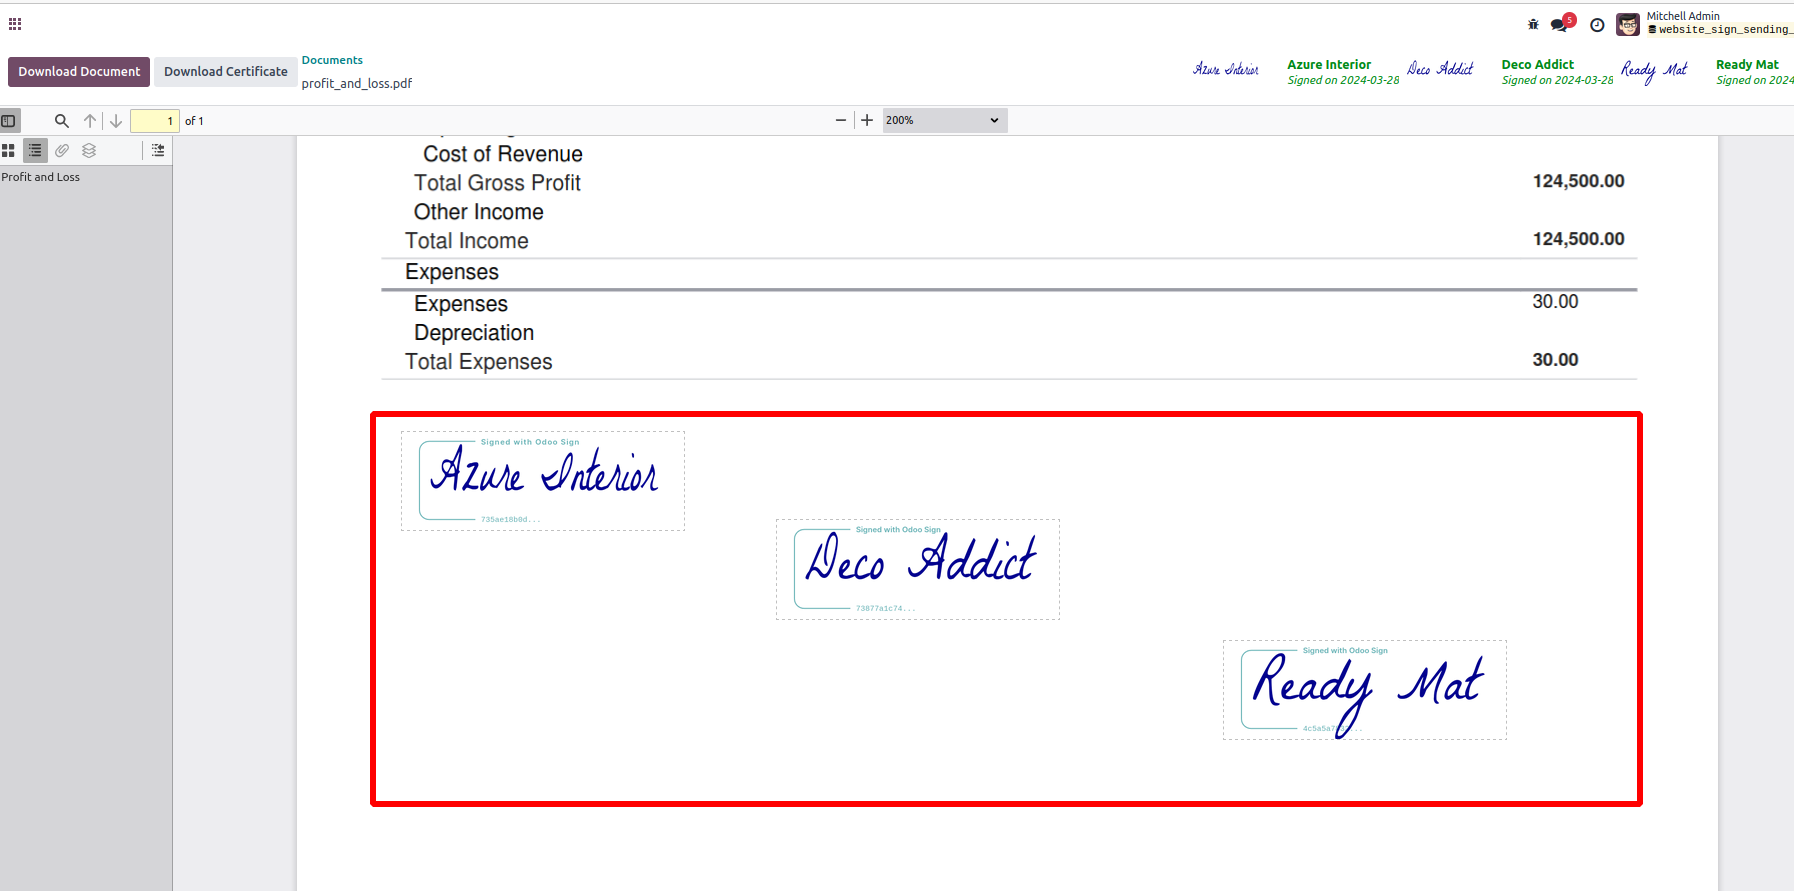 Mitchell Admin
5
website_sign_sending_
Download Document
Download Certificate
Documents
profit_and_loss.pdf
Azure Interior
Azure Interior
Signed on 2024-03-28
Deco Addict
Deco Addict
Signed on 2024-03-28
Ready Mat
Ready Mat
Signed on 2024
1 of 1
200%
Profit and Loss
Cost of Revenue
Total Gross Profit 124,500.00
Other Income
Total Income 124,500.00
Expenses
Expenses 30.00
Depreciation
Total Expenses 30.00
Signed with Odoo Sign
Azure Interior
735ae18b0d...
Signed with Odoo Sign
Deco Addict
73877a1c74...
Signed with Odoo Sign
Ready Mat